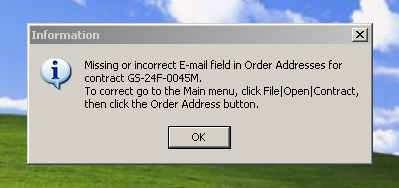 Information
Missing or incorrect E-mail field in Order Addresses for
contract GS-24F-0045M.
To correct go to the Main menu, click File|Open|Contract,
then click the Order Address button.
OK